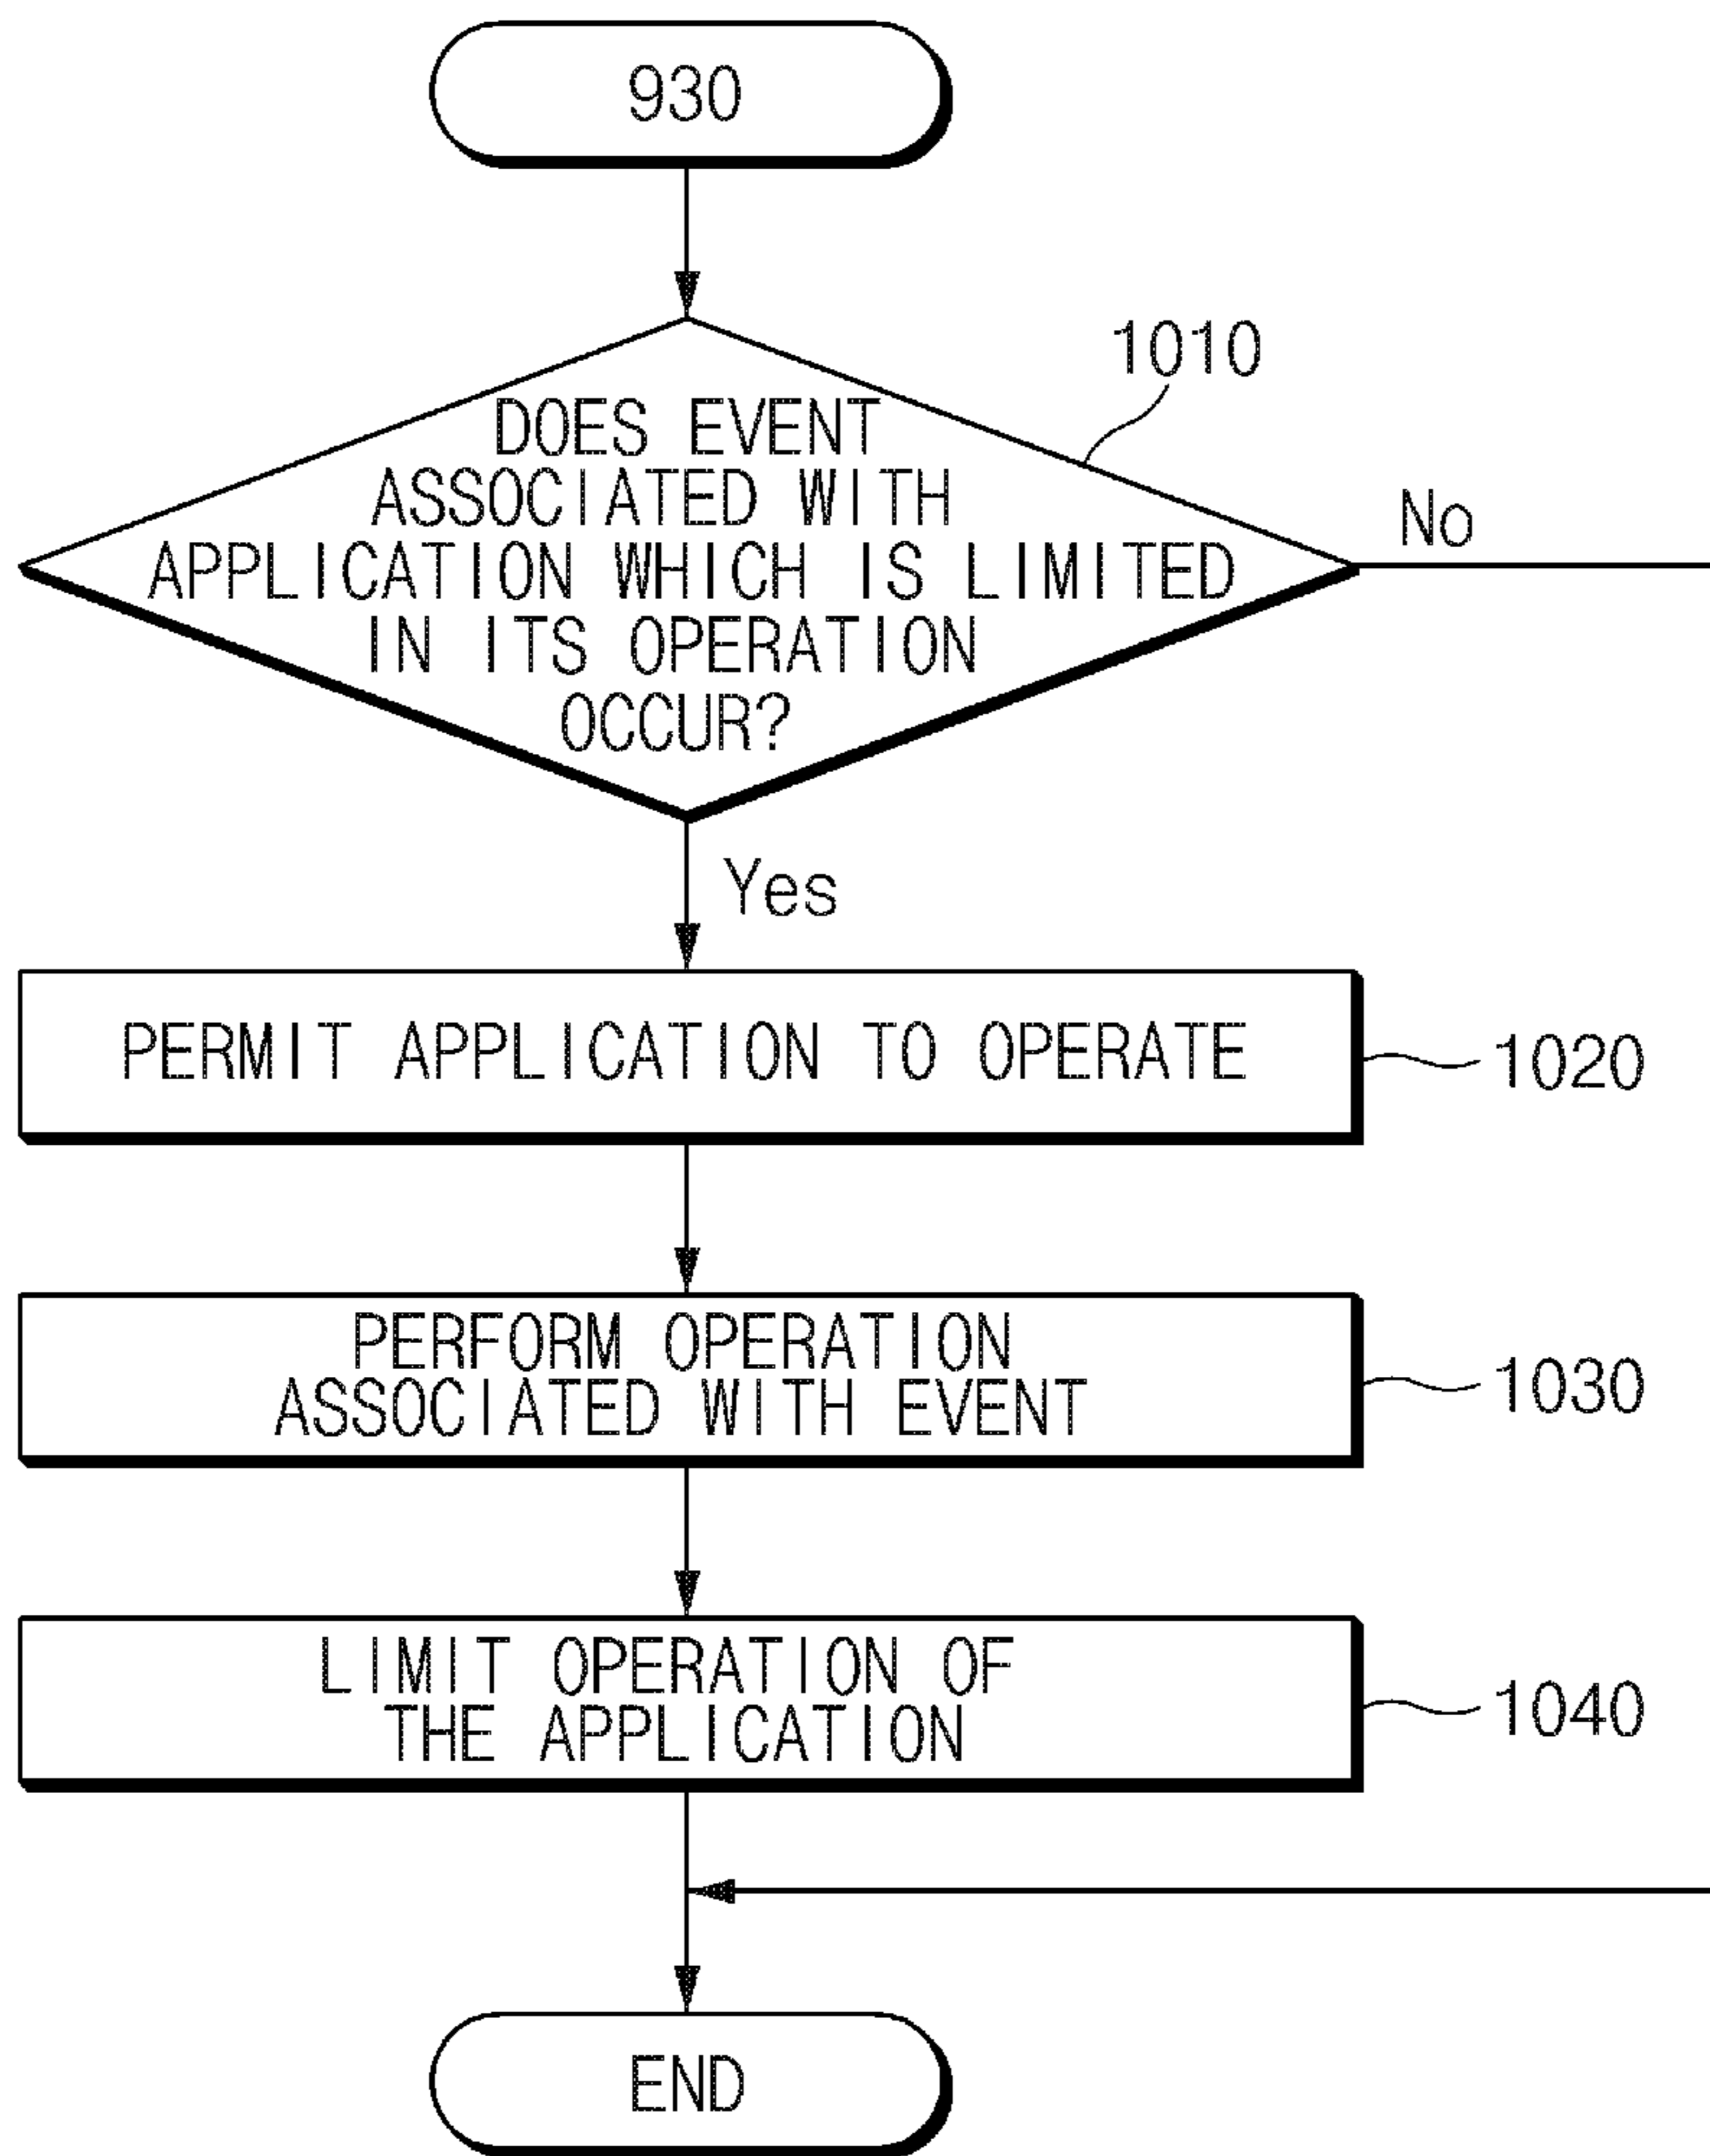 930
1010
DOES EVENT
ASSOCIATED WITH
APPLICATION WHICH IS LIMITED
IN ITS OPERATION
OCCUR?
No
Yes
PERMIT APPLICATION TO OPERATE
1020
PERFORM OPERATION
ASSOCIATED WITH EVENT
1030
LIMIT OPERATION OF
THE APPLICATION
1040
END